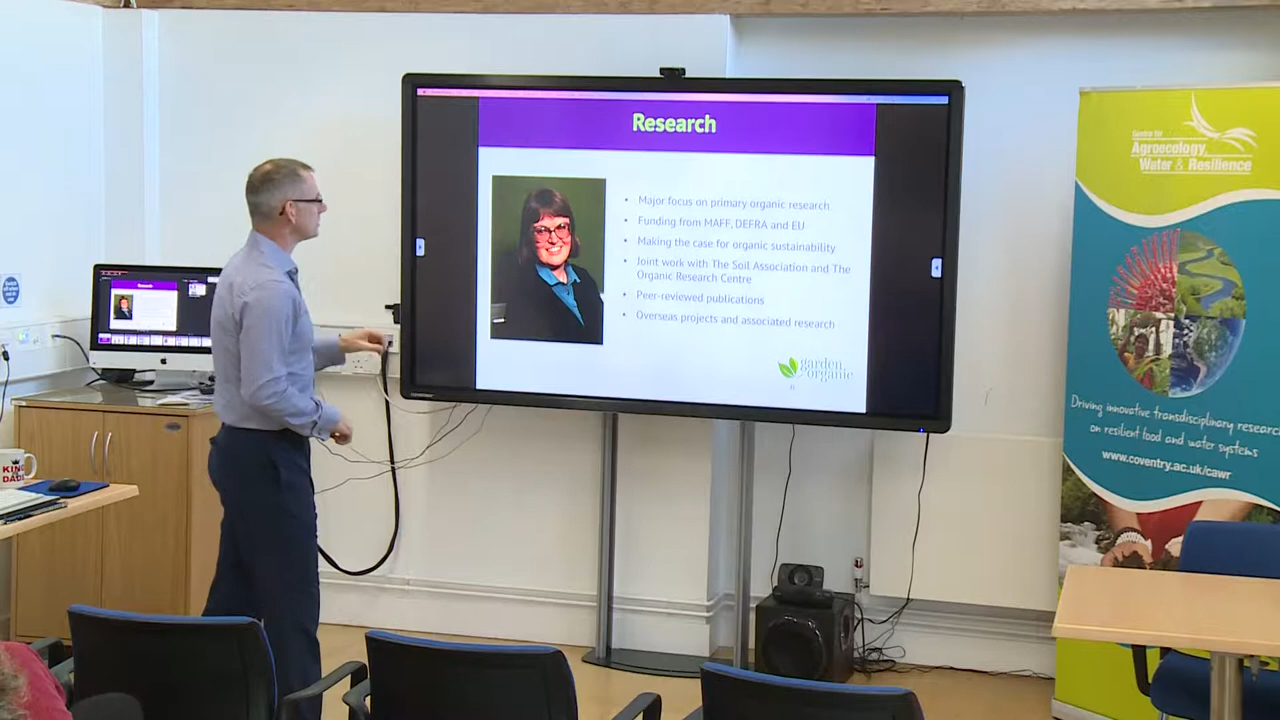 Research
• Major focus on primary organic research
• Funding from MAFF, DEFRA and EU
• Making the case for organic sustainability
• Joint work with The Soil Association and The
Organic Research Centre
• Peer-reviewed publications
• Overseas projects and associated research
garden
organic
Research
KING
DADS
Centre for
Agroecology,
Water & Resilience
Driving innovative transdisciplinary research
on resilient food and water systems
www.coventry.ac.uk/cawr